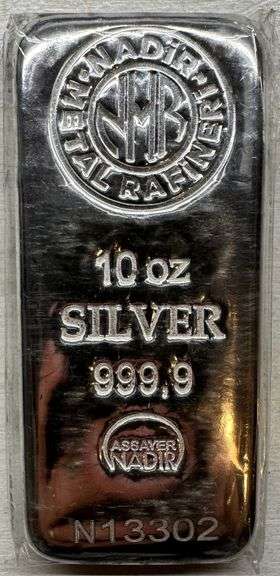 NADİR METAL RAFİNERİ
NMR
10 oz
SILVER
999,9
ASSAYER
NADİR
N13302